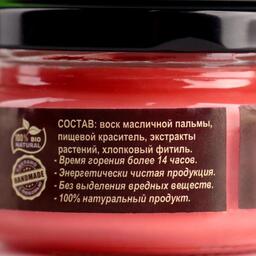 СОСТАВ: воск масличной пальмы,
пищевой краситель, экстракты
растений, хлопковый фитиль.
- Время горения более 14 часов.
- Энергетически чистая продукция.
- Без выделения вредных веществ.
- 100% натуральный продукт.
100% BIO
NATURAL
HANDMADE